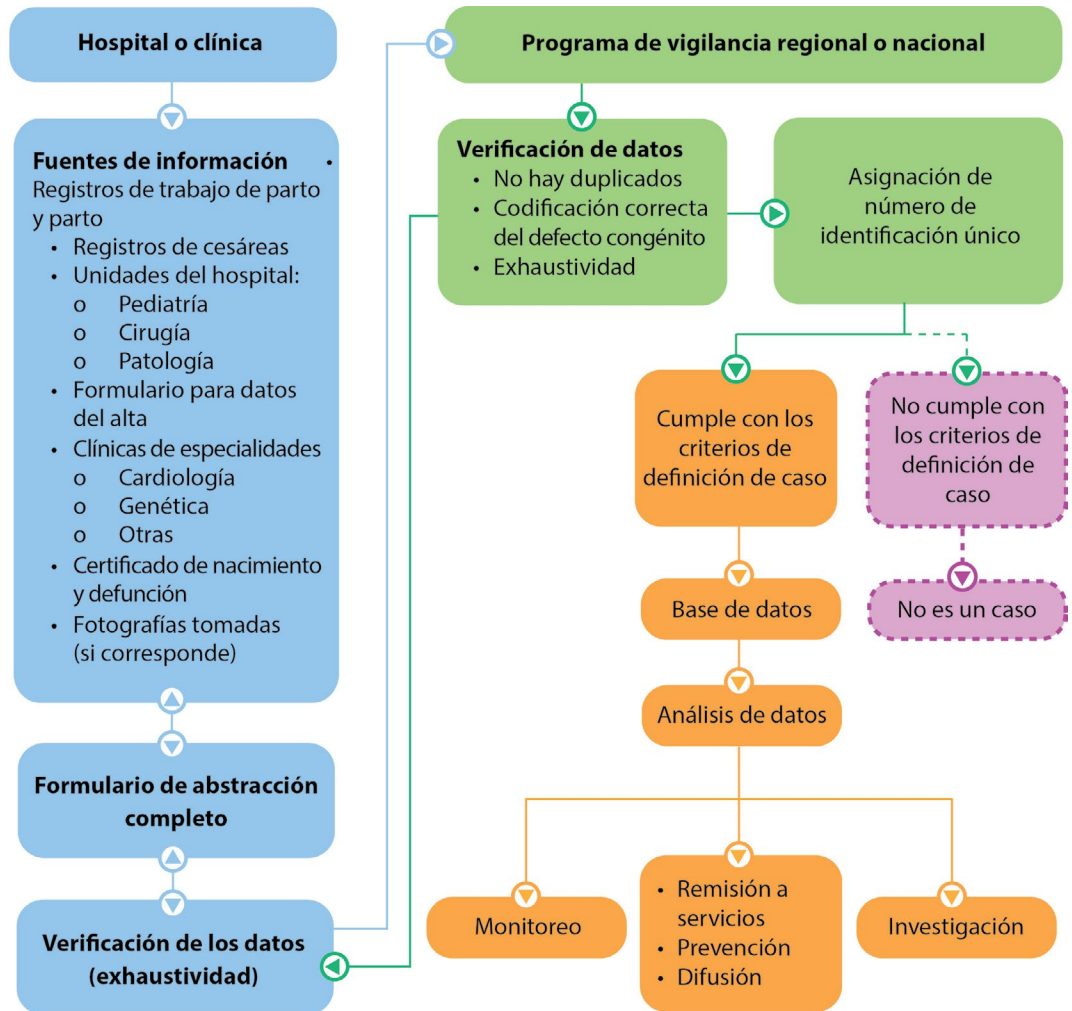 Hospital o clínica
Fuentes de información •
Registros de trabajo de parto
y parto
• Registros de cesáreas
• Unidades del hospital:
o Pediatría
o Cirugía
o Patología
• Formulario para datos
del alta
• Clínicas de especialidades
o Cardiología
o Genética
o Otras
• Certificado de nacimiento
y defunción
• Fotografías tomadas
(si corresponde)
Formulario de abstracción
completo
Verificación de los datos
(exhaustividad)
Programa de vigilancia regional o nacional
Verificación de datos
• No hay duplicados
• Codificación correcta
del defecto congénito
• Exhaustividad
Asignación de
número de
identificación único
Cumple con los
criterios de
definición de caso
No cumple con
los criterios de
definición de
caso
Base de datos
No es un caso
Análisis de datos
Monitoreo
• Remisión a
servicios
• Prevención
• Difusión
Investigación